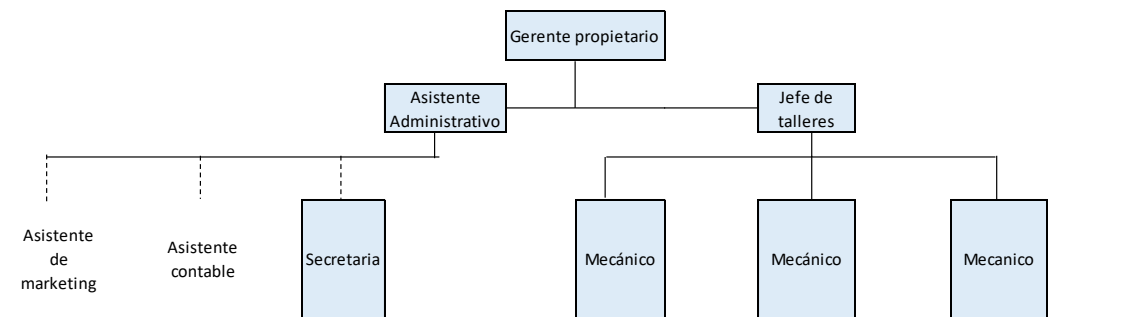 Gerente propietario
Asistente
Administrativo
Jefe de
talleres
Asistente
de
marketing
Asistente
contable
Secretaria
Mecánico
Mecánico
Mecanico